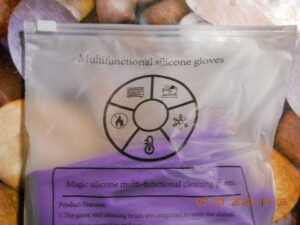 Multifunctional silicone gloves
Magic silicone multi-functional cleaning gloves
Product Features:
1.The glove and cleaning brush are integrated to wash the dishes,